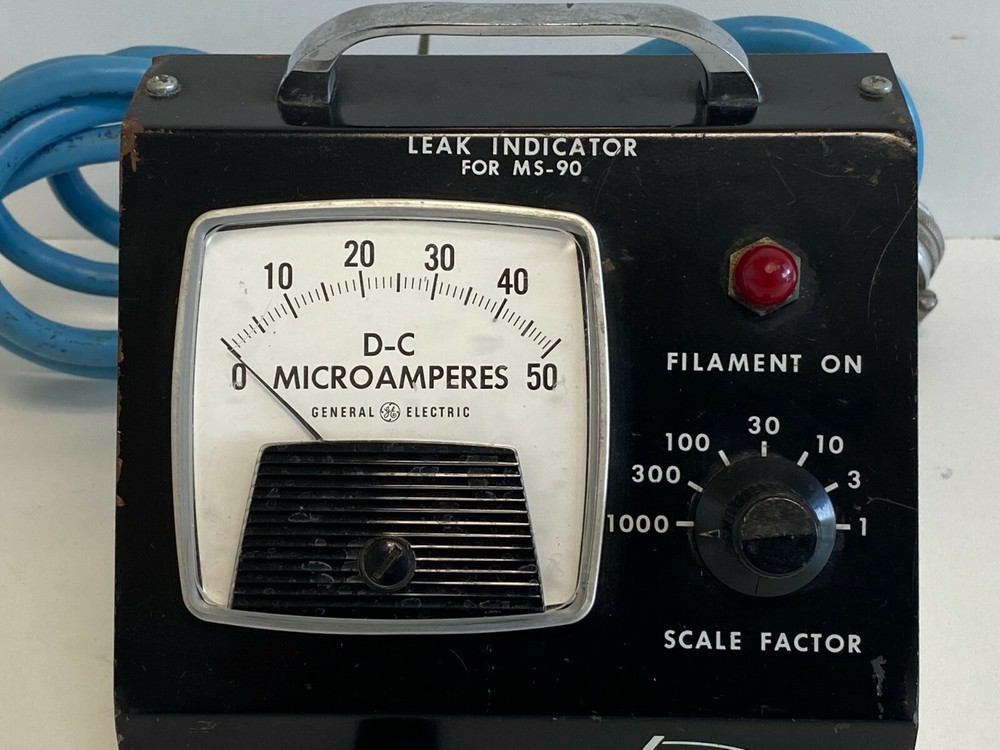 LEAK INDICATOR
FOR MS-90
10 20 30 40
0 50
D-C
MICROAMPERES
GENERAL GE ELECTRIC
FILAMENT ON
30
100 10
300 3
1000 1
SCALE FACTOR